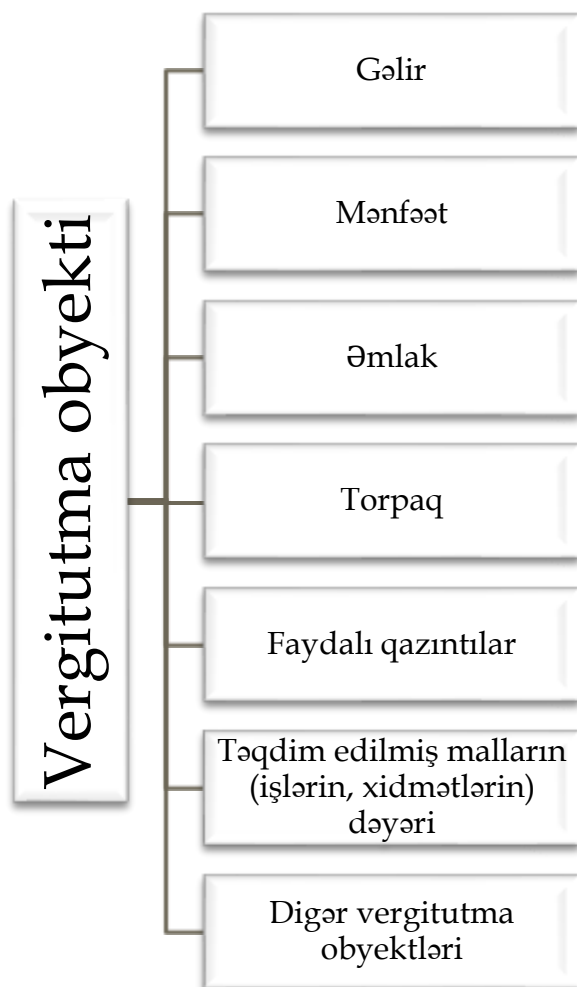 Vergitutma obyekti
Gəlir
Mənfəət
Əmlak
Torpaq
Faydalı qazıntılar
Təqdim edilmiş malların
(işlərin, xidmətlərin)
dəyəri
Digər vergitutma
obyektləri